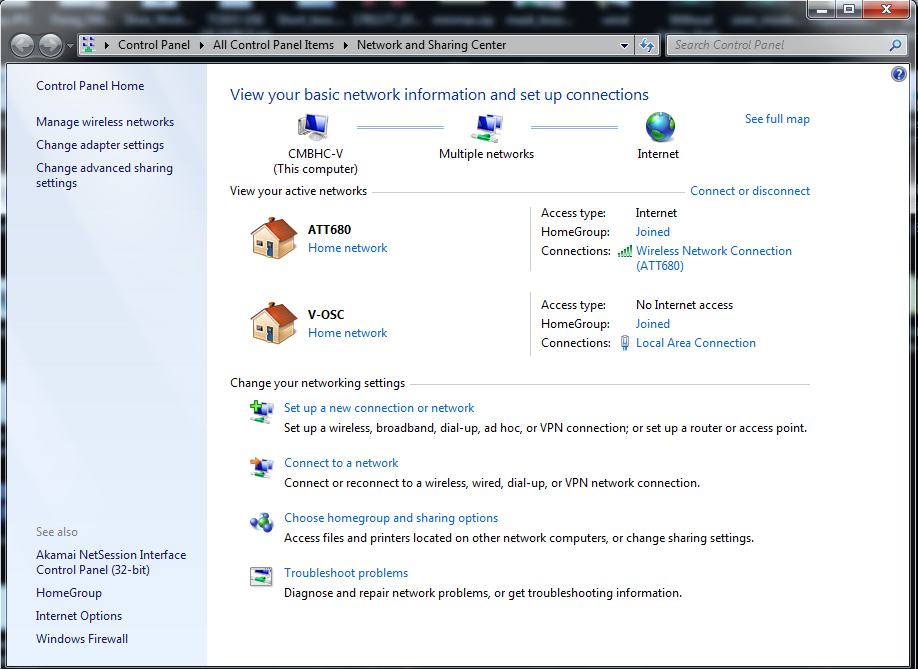 Control Panel All Control Panel Items Network and Sharing Center Search Control Panel
Control Panel Home
Manage wireless networks
Change adapter settings
Change advanced sharing
settings
See also
Akamai NetSession Interface
Control Panel (32-bit)
HomeGroup
Internet Options
Windows Firewall
View your basic network information and set up connections
See full map
CMBHC-V
(This computer)
Multiple networks
Internet
View your active networks
Connect or disconnect
ATT680
Home network
Access type: Internet
HomeGroup: Joined
Connections: Wireless Network Connection
(ATT680)
V-OSC
Home network
Access type: No Internet access
HomeGroup: Joined
Connections: Local Area Connection
Change your networking settings
Set up a new connection or network
Set up a wireless, broadband, dial-up, ad hoc, or VPN connection; or set up a router or access point.
Connect to a network
Connect or reconnect to a wireless, wired, dial-up, or VPN network connection.
Choose homegroup and sharing options
Access files and printers located on other network computers, or change sharing settings.
Troubleshoot problems
Diagnose and repair network problems, or get troubleshooting information.